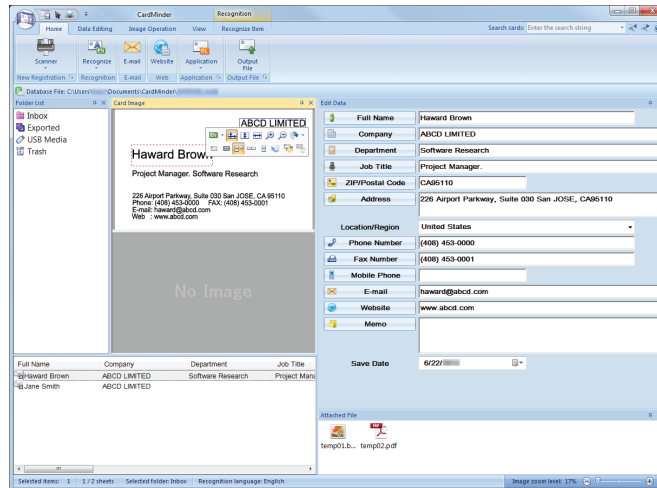 CardMinder
Recognition
Home
Data Editing
Image Operation
View
Recognize Item
Search cards:
Enter the search string
Scanner
Recognize
E-mail
Website
Application
Output File
New Registration
Recognition
E-mail
Web
Application
Output File
Database File: C:\Users\
\Documents\CardMinder\
Folder List
Card Image
Edit Data
Inbox
Exported
USB Media
Trash
ABCD LIMITED
Haward Brown
Project Manager. Software Research
226 Airport Parkway, Suite 030 San JOSE, CA 95110
Phone: (408) 453-0000 FAX: (408) 453-0001
E-mail: haward@abcd.com
Web : www.abcd.com
No Image
Full Name
Haward Brown
Company
ABCD LIMITED
Department
Software Research
Job Title
Project Manager.
ZIP/Postal Code
CA95110
Address
226 Airport Parkway, Suite 030 San JOSE, CA95110
Location/Region
United States
Phone Number
(408) 453-0000
Fax Number
(408) 453-0001
Mobile Phone
E-mail
haward@abcd.com
Website
www.abcd.com
Memo
Save Date
6/22/
Full Name Company Department Job Title
Haward Brown ABCD LIMITED Software Research Project Mana
Jane Smith ABCD LIMITED
Attached File
temp01.b... temp02.pdf
Selected items: 1
1 / 2 sheets
Selected folder: Inbox
Recognition language: English
Image zoom level: 17%